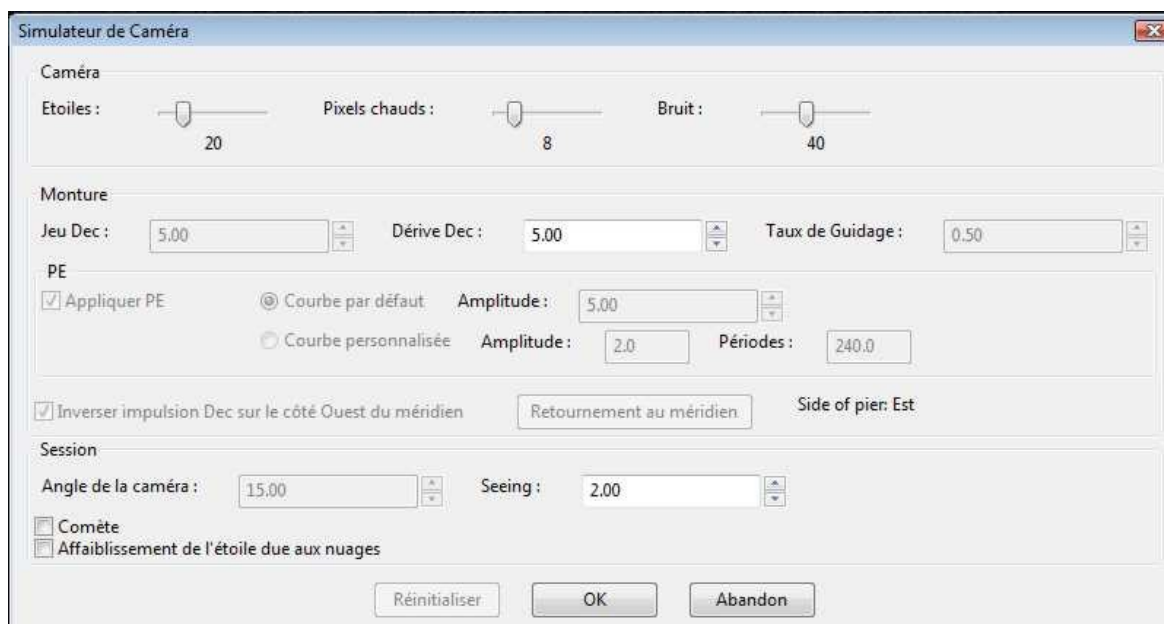 Simulateur de Caméra
Caméra
Etoiles : Pixels chauds : Bruit :
20 8 40
Monture
Jeu Dec : 5.00 Dérive Dec : 5.00 Taux de Guidage : 0.50
PE
Appliquer PE Courbe par défaut Amplitude : 5.00
Courbe personnalisée Amplitude : 2.0 Périodes : 240.0
Inverser impulsion Dec sur le côté Ouest du méridien Retournement au méridien Side of pier: Est
Session
Angle de la caméra : 15.00 Seeing : 2.00
Comète
Affaiblissement de l'étoile due aux nuages
Réinitialiser OK Abandon